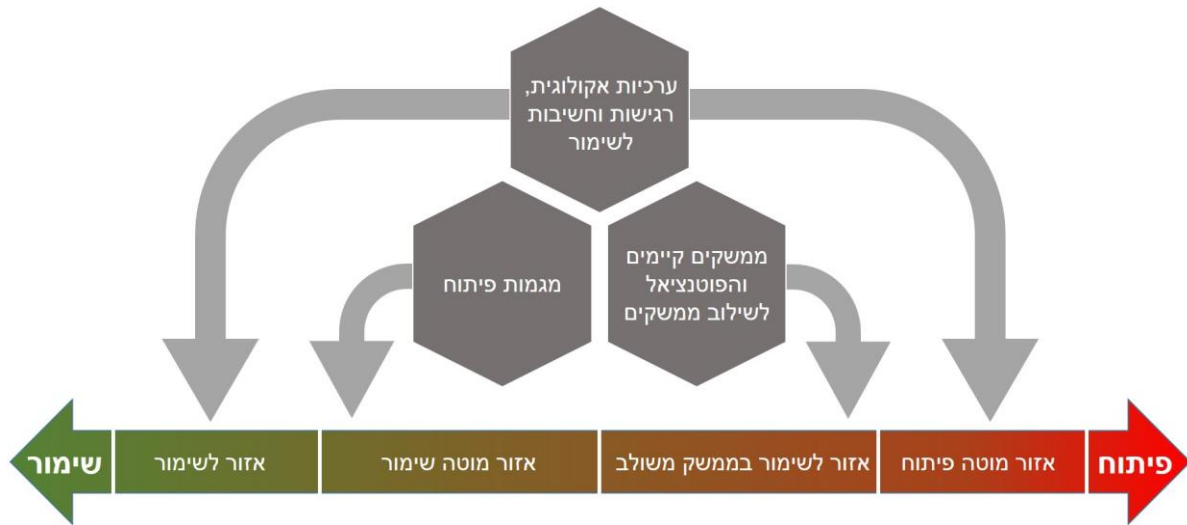 ערכיות אקולוגית,
רגישות וחשיבות
לשימור
ממשקים קיימים
והפוטנציאל
לשילוב ממשקים
מגמות פיתוח
פיתוח
אזור מוטה פיתוח
אזור לשימור בממשק משולב
אזור מוטה שימור
אזור לשימור
שימור